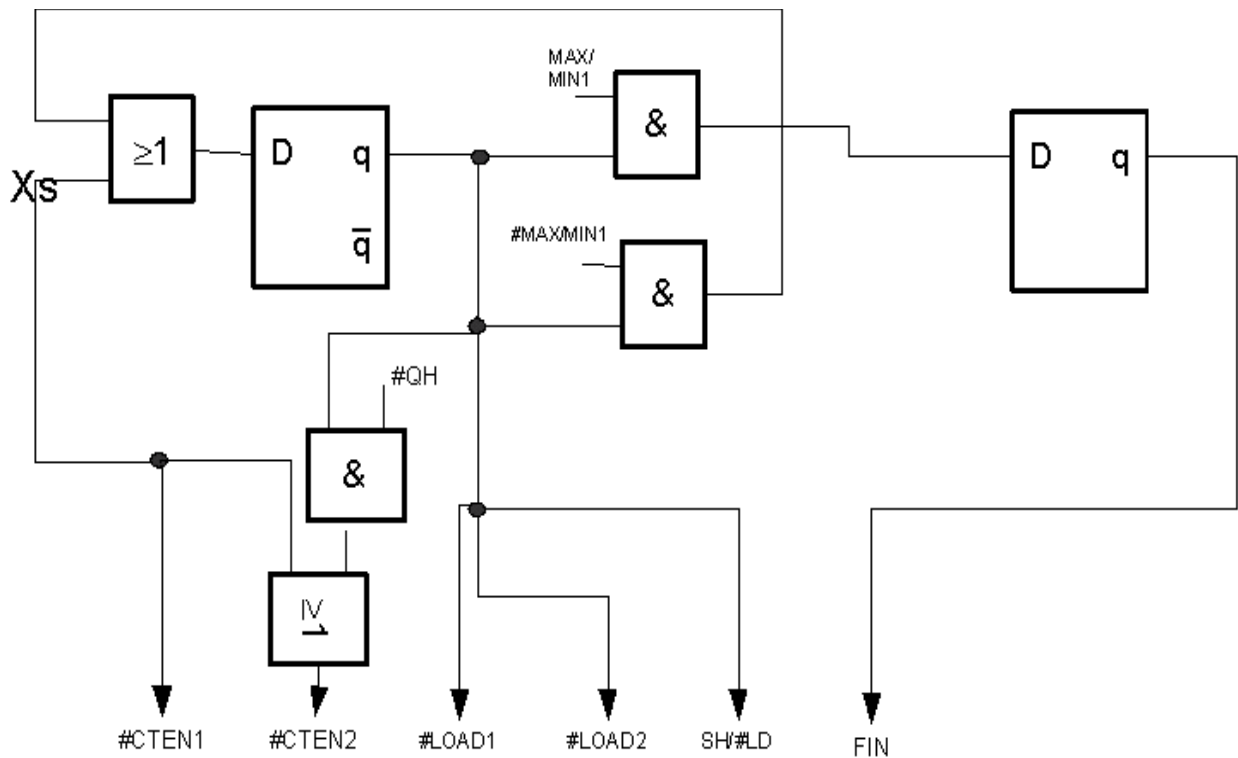 MAX/
MIN1
&
≥1
D q
D q
Xs
q̅
#MAX/MIN1
&
#QH
&
≥1
#CTEN1 #CTEN2 #LOAD1 #LOAD2 SH/#LD FIN